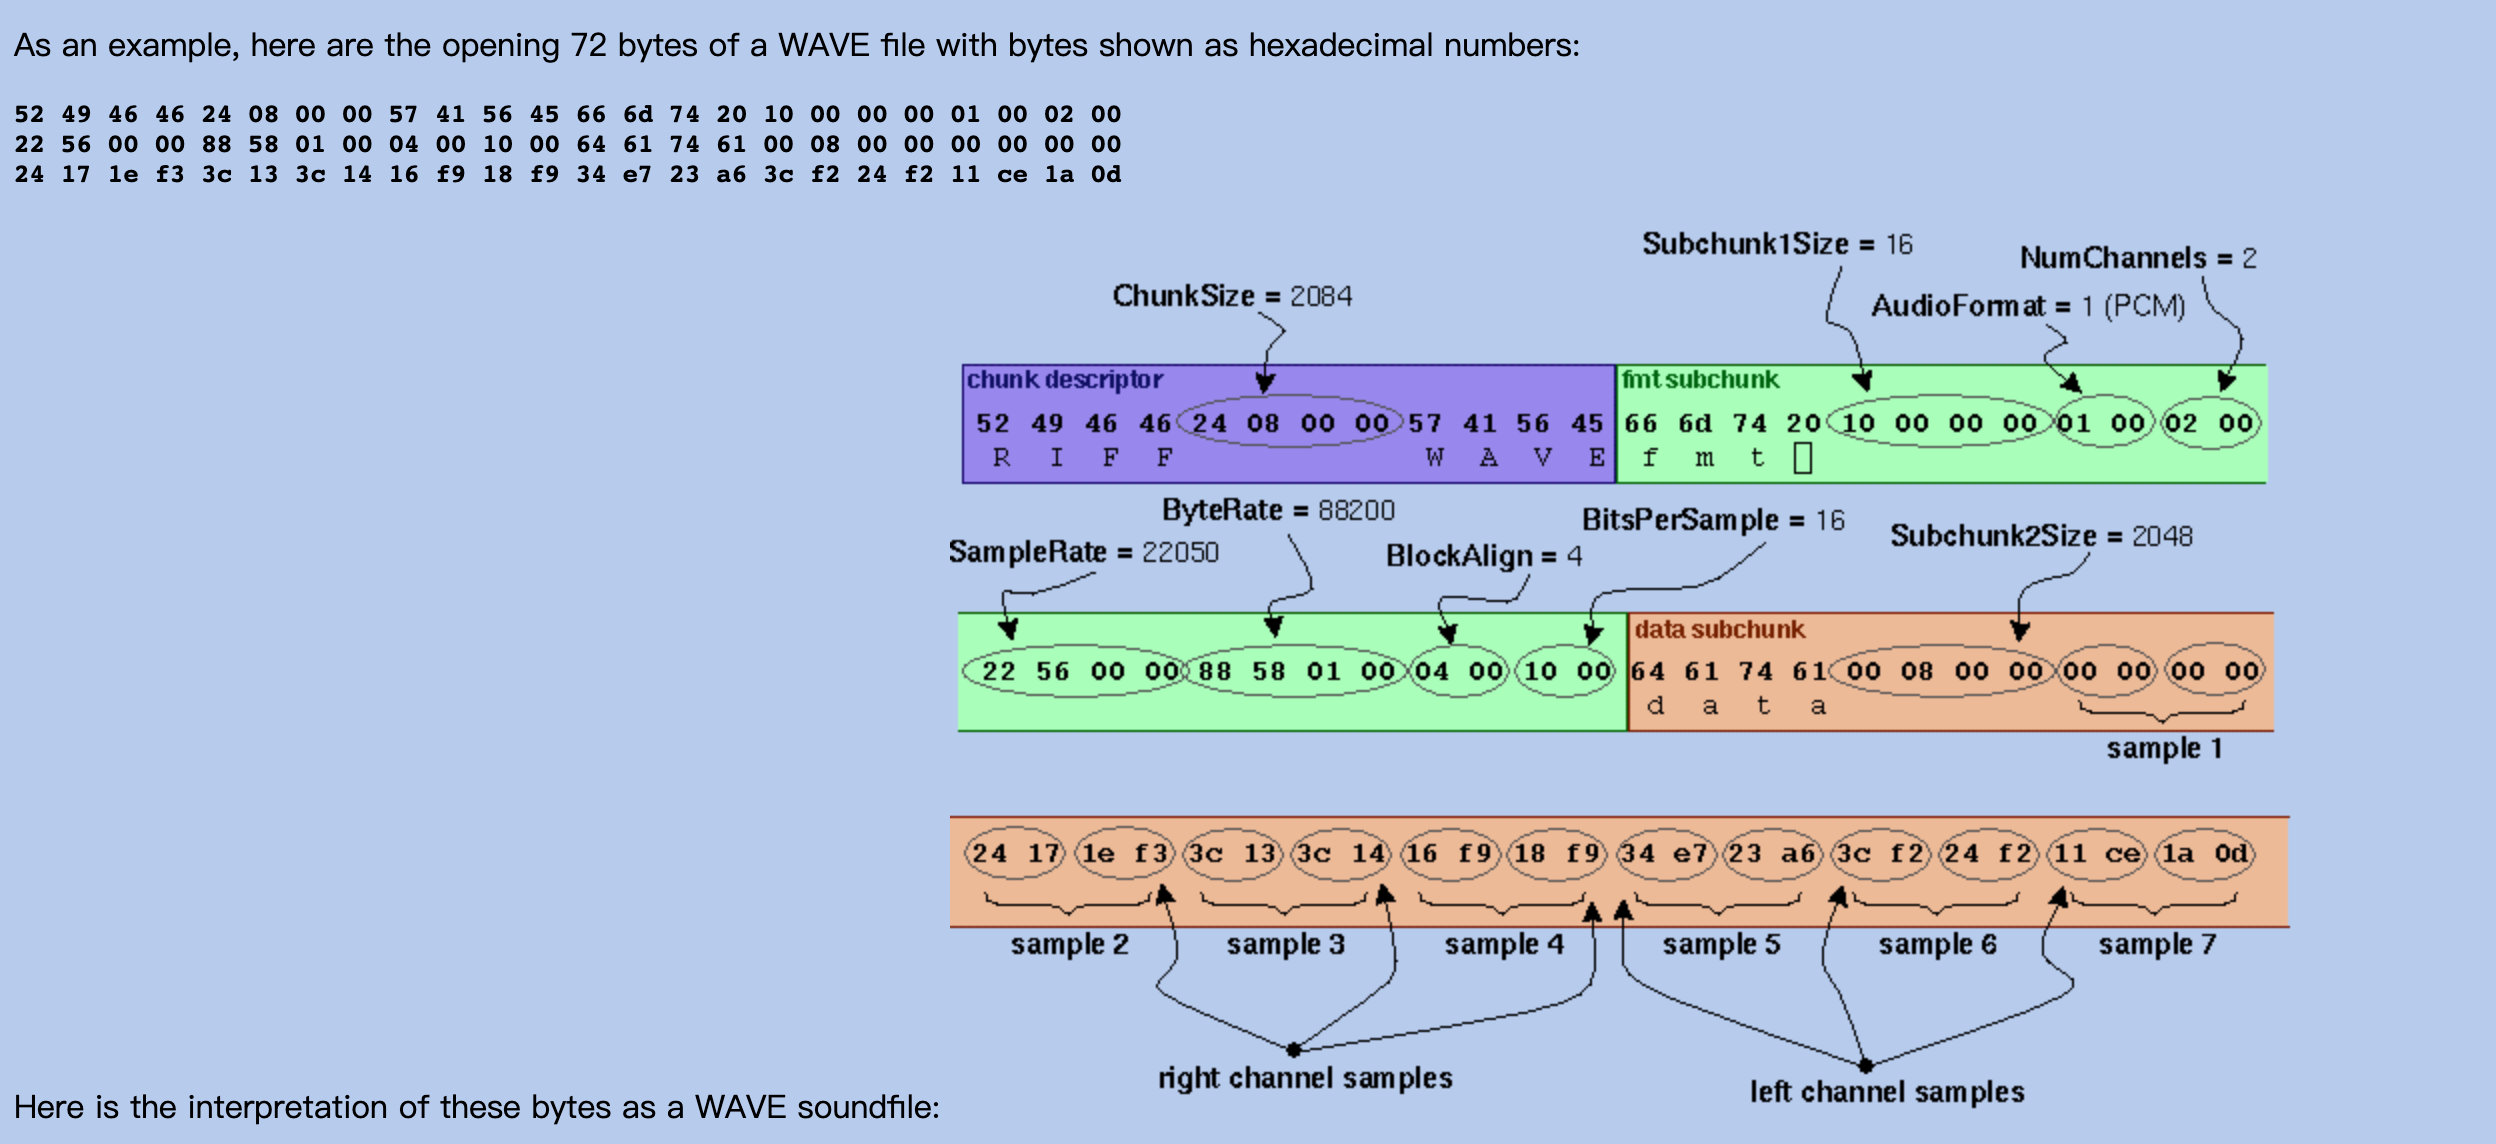 As an example, here are the opening 72 bytes of a WAVE file with bytes shown as hexadecimal numbers:
52 49 46 46 24 08 00 00 57 41 56 45 66 6d 74 20 10 00 00 00 01 00 02 00
22 56 00 00 88 58 01 00 04 00 10 00 64 61 74 61 00 08 00 00 00 00 00 00
24 17 1e f3 3c 13 3c 14 16 f9 18 f9 34 e7 23 a6 3c f2 24 f2 11 ce 1a 0d
Subchunk1Size = 16
NumChannels = 2
ChunkSize = 2084
AudioFormat = 1 (PCM)
chunk descriptor
fmt subchunk
52 49 46 46 24 08 00 00 57 41 56 45 66 6d 74 20 10 00 00 00 01 00 02 00
R I F F W A V E f m t
ByteRate = 88200
BitsPerSample = 16
Subchunk2Size = 2048
SampleRate = 22050
BlockAlign = 4
data subchunk
22 56 00 00 88 58 01 00 04 00 10 00 64 61 74 61 00 08 00 00 00 00 00 00
d a t a
sample 1
24 17 1e f3 3c 13 3c 14 16 f9 18 f9 34 e7 23 a6 3c f2 24 f2 11 ce 1a 0d
sample 2 sample 3 sample 4 sample 5 sample 6 sample 7
right channel samples
left channel samples
Here is the interpretation of these bytes as a WAVE soundfile: